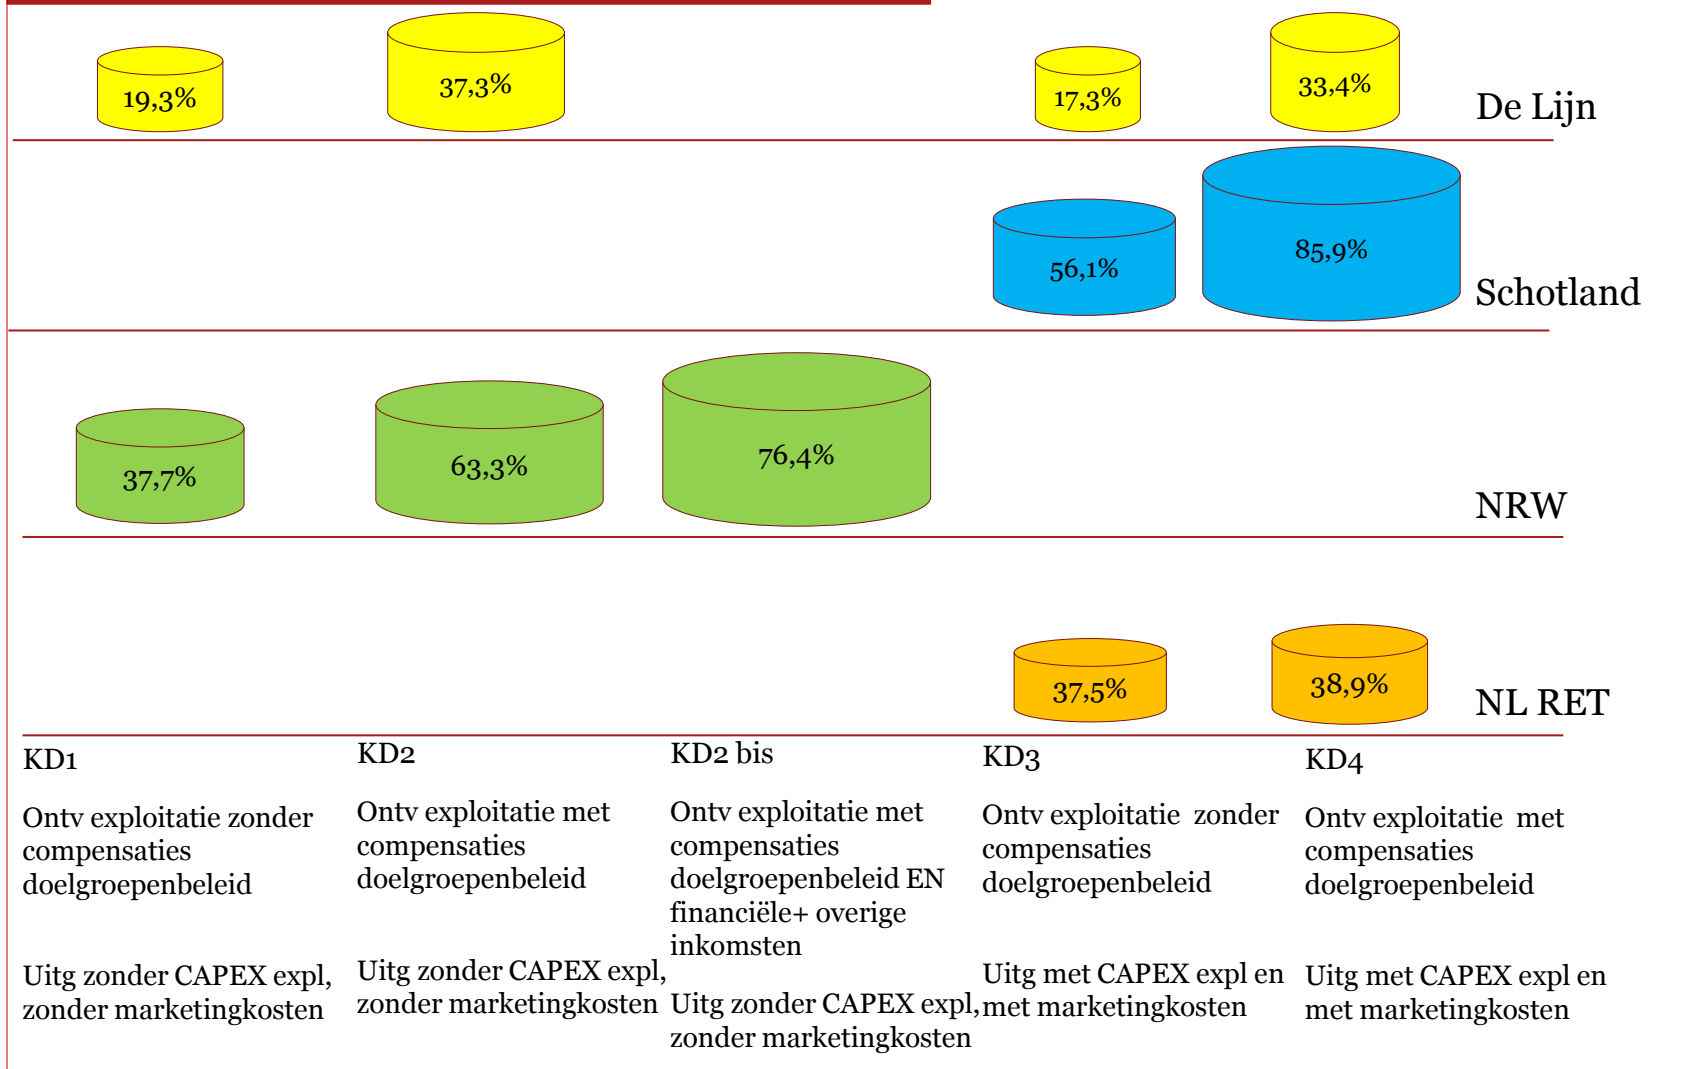 19,3%
37,3%
17,3%
33,4%
De Lijn
56,1%
85,9%
Schotland
37,7%
63,3%
76,4%
NRW
37,5%
38,9%
NL RET
KD1
Ontv exploitatie zonder
compensaties
doelgroepenbeleid
Uitg zonder CAPEX expl,
zonder marketingkosten
KD2
Ontv exploitatie met
compensaties
doelgroepenbeleid
Uitg zonder CAPEX expl,
zonder marketingkosten
KD2 bis
Ontv exploitatie met
compensaties
doelgroepenbeleid EN
financiële+ overige
inkomsten
Uitg zonder CAPEX expl,
zonder marketingkosten
KD3
Ontv exploitatie zonder
compensaties
doelgroepenbeleid
Uitg met CAPEX expl en
met marketingkosten
KD4
Ontv exploitatie met
compensaties
doelgroepenbeleid
Uitg met CAPEX expl en
met marketingkosten